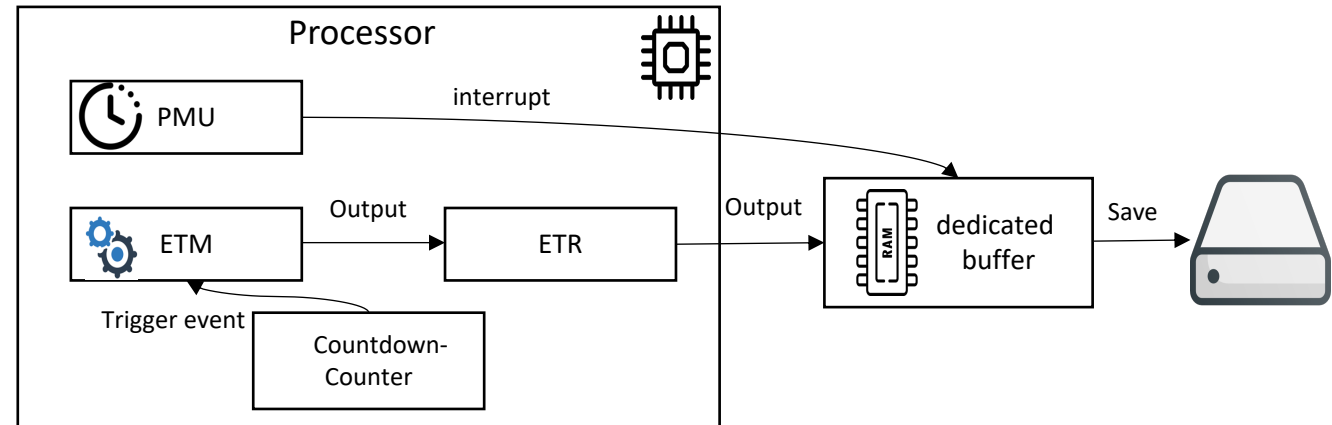 Processor
interrupt
PMU
Output
Output
Save
ETM
ETR
RAM
dedicated
buffer
Trigger event
Countdown-
Counter